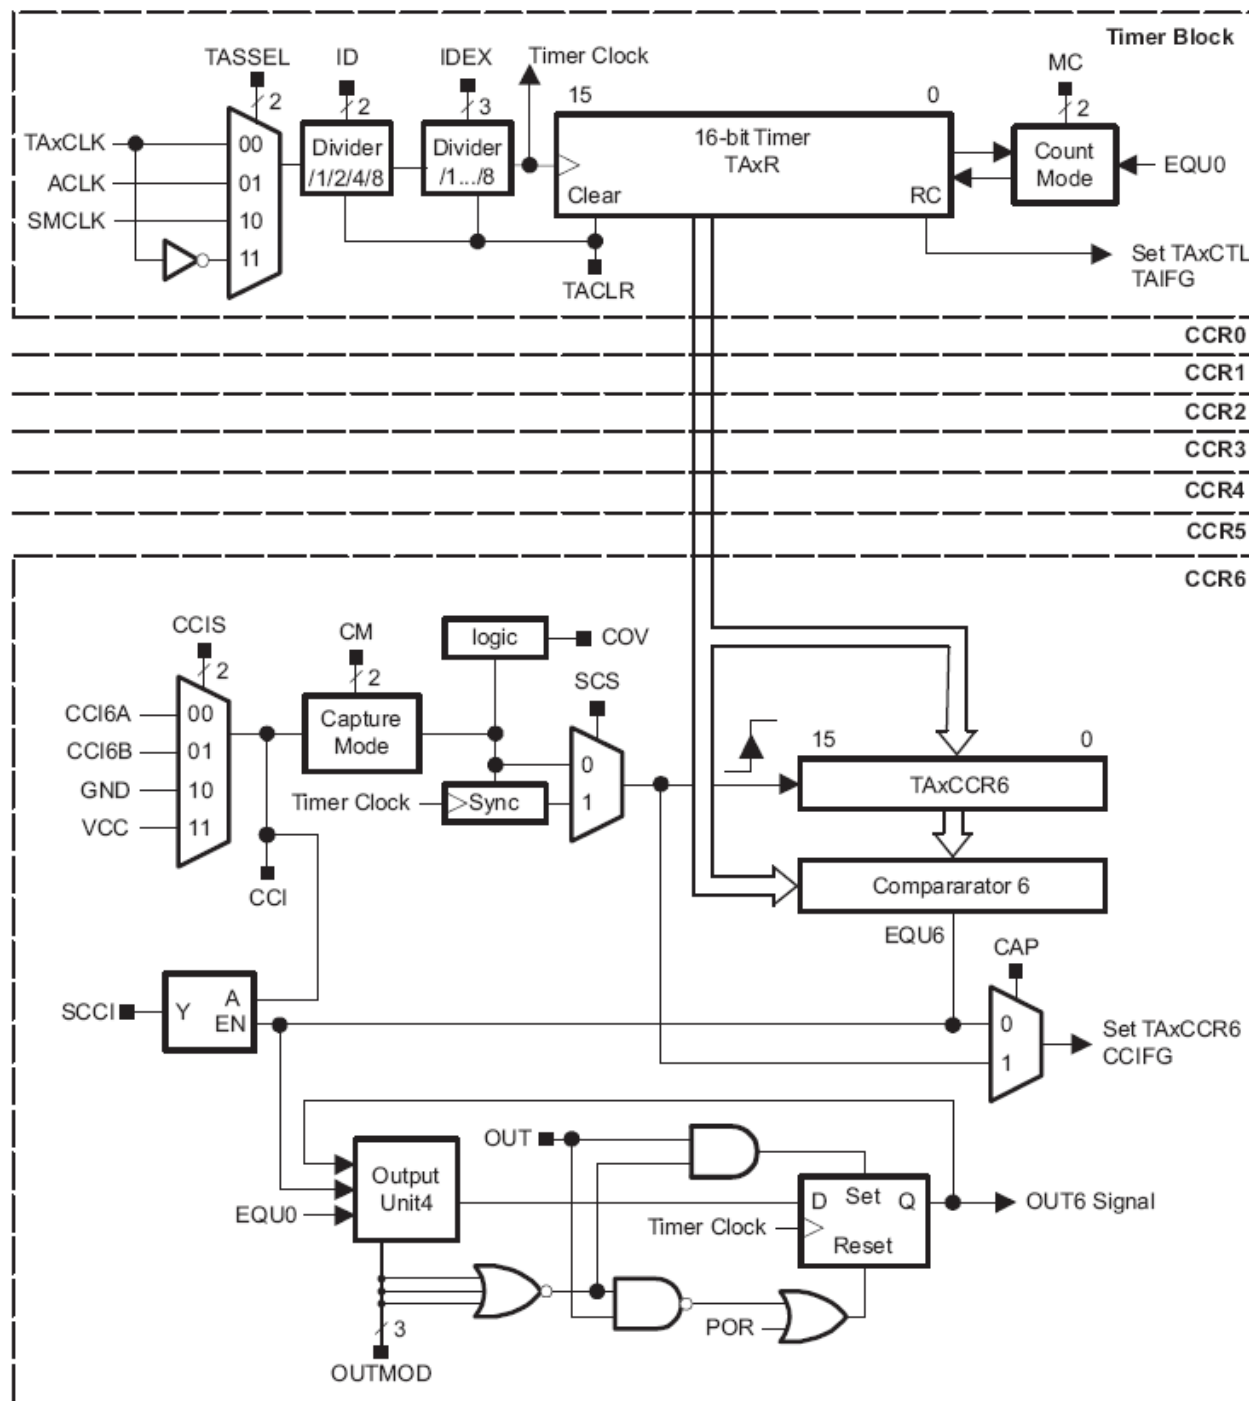 Timer Block
TASSEL
ID
IDEX
Timer Clock
MC
2
2
3
15
0
2
TAxCLK
ACLK
SMCLK
00
01
10
11
Divider
/1/2/4/8
Divider
/1.../8
16-bit Timer
TAxR
Clear
RC
Count
Mode
EQU0
TACLR
Set TAxCTL
TAIFG
CCR0
CCR1
CCR2
CCR3
CCR4
CCR5
CCR6
CCIS
2
CM
2
logic
COV
SCS
CCI6A
CCI6B
GND
VCC
00
01
10
11
Capture
Mode
Timer Clock
Sync
0
1
15
0
TAxCCR6
CCI
Compararator 6
EQU6
CAP
SCCI
Y
A
EN
0
1
Set TAxCCR6
CCIFG
OUT
Output
Unit4
EQU0
D
Set
Q
Reset
Timer Clock
OUT6 Signal
POR
3
OUTMOD